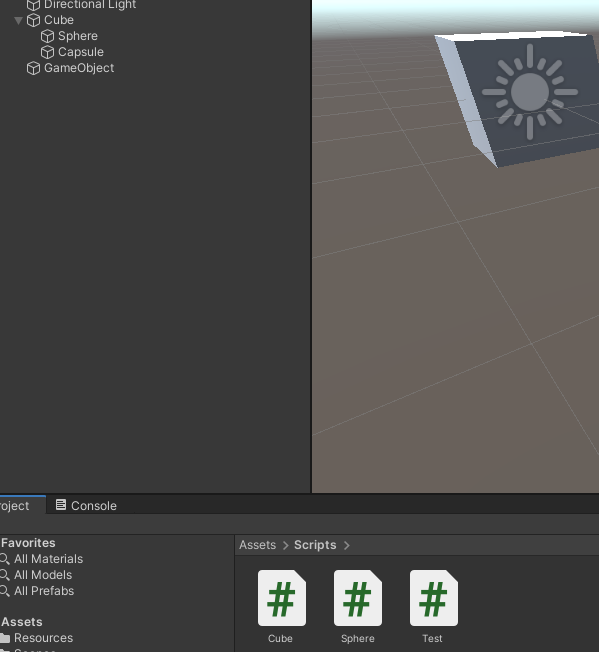 Directional Light
Cube
Sphere
Capsule
GameObject
Console
Favorites
All Materials
All Models
All Prefabs
Assets
Resources
Assets > Scripts >
# # #
Cube Sphere Test